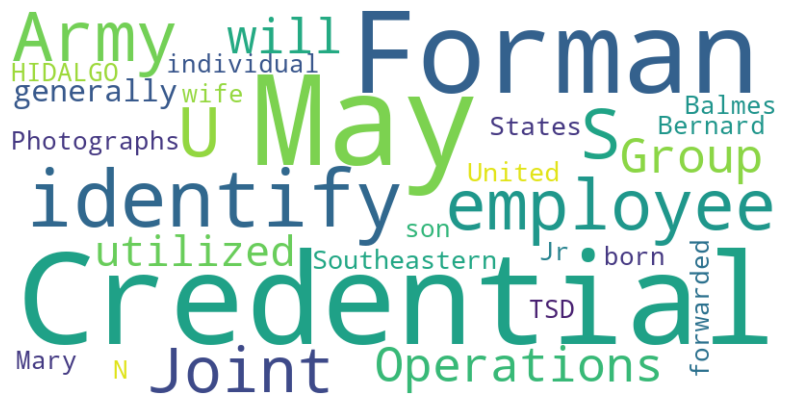 Army will Forman
HIDALGO individual
generally wife May Balmes
Photographs U States S Bernard
United Group
identify employee
son
utilized Southeastern Jr born forwarded
Credential
TSD
Mary N Joint Operations